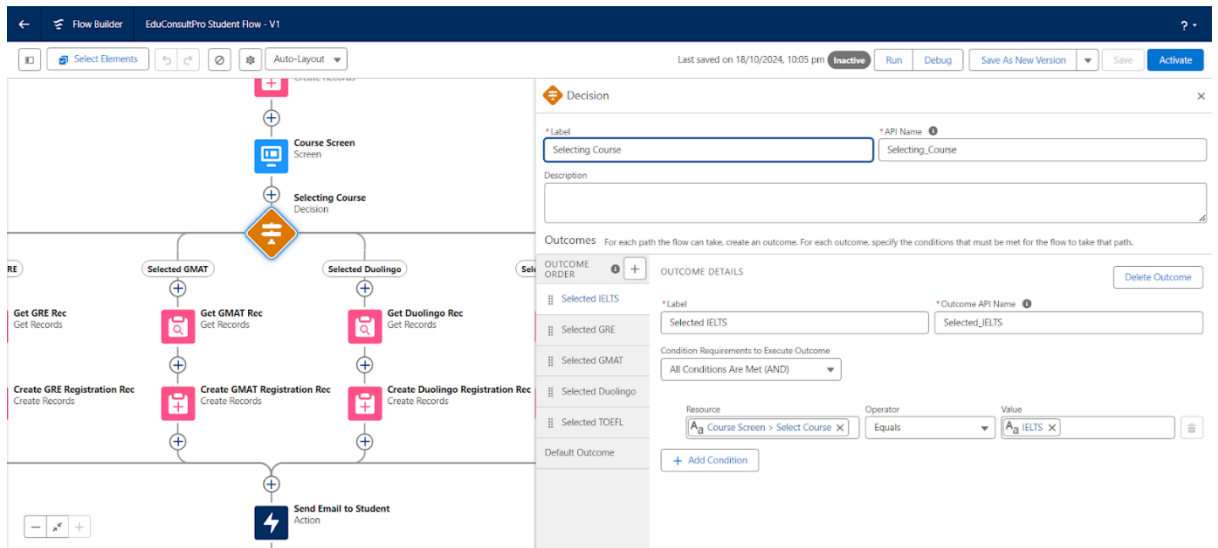 Flow Builder
EduConsultPro Student Flow - V1
?
Select Elements
Auto-Layout
Last saved on 18/10/2024, 10:05 pm
Inactive
Run
Debug
Save As New Version
Save
Activate
Create Records
Course Screen
Screen
Selecting Course
Decision
RE
Selected GMAT
Selected Duolingo
Sele
Get GRE Rec
Get Records
Get GMAT Rec
Get Records
Get Duolingo Rec
Get Records
Create GRE Registration Rec
Create Records
Create GMAT Registration Rec
Create Records
Create Duolingo Registration Rec
Create Records
Send Email to Student
Action
Decision
* Label
Selecting Course
* API Name
Selecting_Course
Description
Outcomes For each path the flow can take, create an outcome. For each outcome, specify the conditions that must be met for the flow to take that path.
OUTCOME
ORDER
Selected IELTS
Selected GRE
Selected GMAT
Selected Duolingo
Selected TOEFL
Default Outcome
OUTCOME DETAILS
Delete Outcome
* Label
Selected IELTS
* Outcome API Name
Selected_IELTS
Condition Requirements to Execute Outcome
All Conditions Are Met (AND)
Resource
Aa Course Screen > Select Course
Operator
Equals
Value
Aa IELTS
+ Add Condition